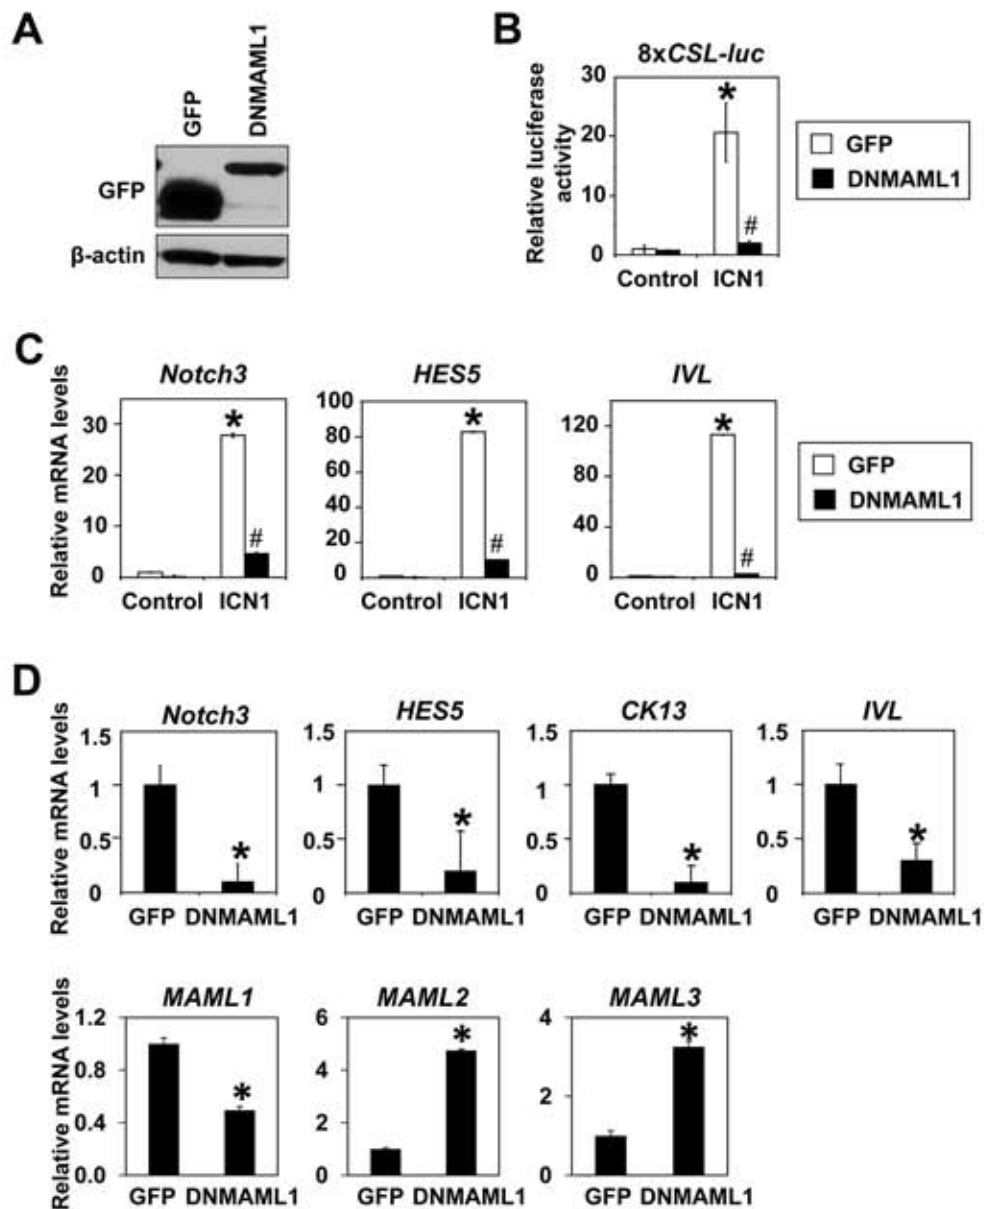 A
GFP
DNMAML1
GFP
β-actin
B
8xCSL-luc
Relative luciferase
activity
30
20
10
0
*
#
Control ICN1
GFP
DNMAML1
C
Relative mRNA levels
Notch3
30
20
10
0
*
#
Control ICN1
HES5
100
80
60
40
20
0
*
#
Control ICN1
IVL
120
90
60
30
0
*
#
Control ICN1
GFP
DNMAML1
D
Relative mRNA levels
Notch3
1.5
1
0.5
0
*
GFP DNMAML1
HES5
1.5
1
0.5
0
*
GFP DNMAML1
CK13
1.5
1
0.5
0
*
GFP DNMAML1
IVL
1.5
1
0.5
0
*
GFP DNMAML1
Relative mRNA levels
MAML1
1.2
0.8
0.4
0.0
*
GFP DNMAML1
MAML2
6
4
2
0
*
GFP DNMAML1
MAML3
4
2
0
*
GFP DNMAML1